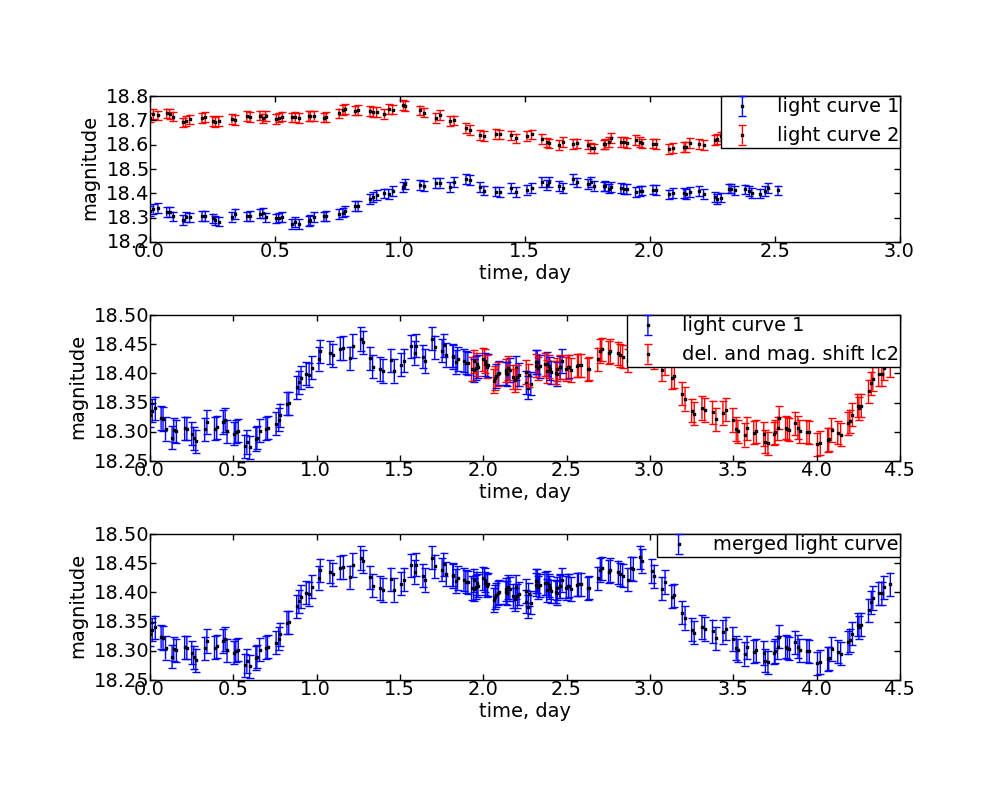 18.8
18.7
18.6
18.5
18.4
18.3
18.2
magnitude
light curve 1
light curve 2
0.0 0.5 1.0 1.5 2.0 2.5 3.0
time, day
18.50
18.45
18.40
18.35
18.30
18.25
magnitude
light curve 1
del. and mag. shift lc2
0.0 0.5 1.0 1.5 2.0 2.5 3.0 3.5 4.0 4.5
time, day
18.50
18.45
18.40
18.35
18.30
18.25
magnitude
merged light curve
0.0 0.5 1.0 1.5 2.0 2.5 3.0 3.5 4.0 4.5
time, day